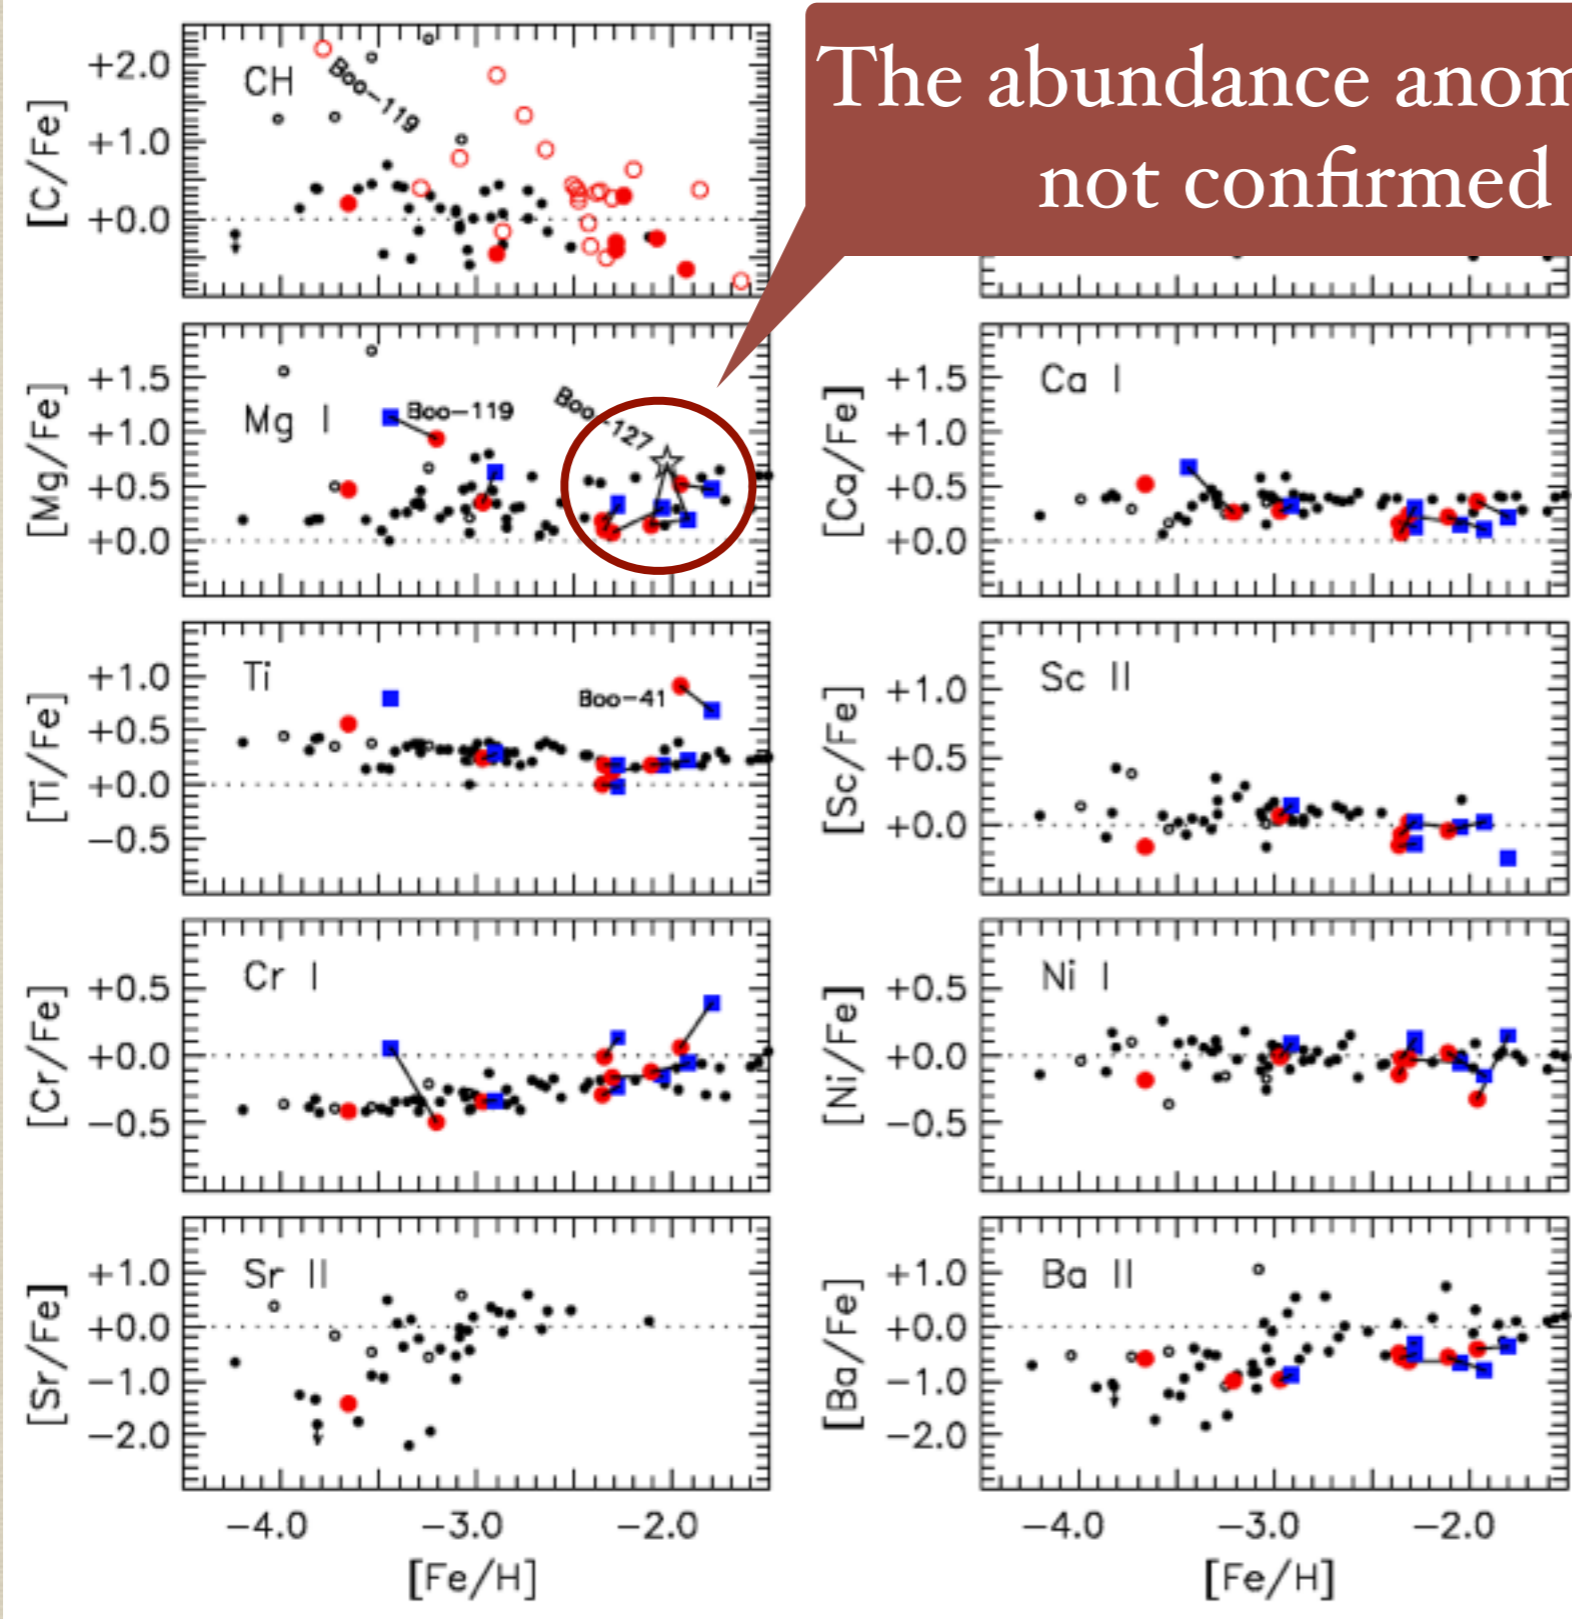 The abundance anom
not confirmed
CH
Boo-119
+2.0
+1.0
+0.0
[C/Fe]
Mg I
Boo-119
Boo-127
+1.5
+1.0
+0.5
+0.0
[Mg/Fe]
Ca I
+1.5
+1.0
+0.5
+0.0
[Ca/Fe]
Ti
Boo-41
+1.0
+0.5
+0.0
-0.5
[Ti/Fe]
Sc II
+1.0
+0.5
+0.0
[Sc/Fe]
Cr I
+0.5
+0.0
-0.5
[Cr/Fe]
Ni I
+0.5
+0.0
-0.5
[Ni/Fe]
Sr II
+1.0
+0.0
-1.0
-2.0
[Sr/Fe]
Ba II
+1.0
+0.0
-1.0
-2.0
[Ba/Fe]
-4.0 -3.0 -2.0
[Fe/H]
-4.0 -3.0 -2.0
[Fe/H]